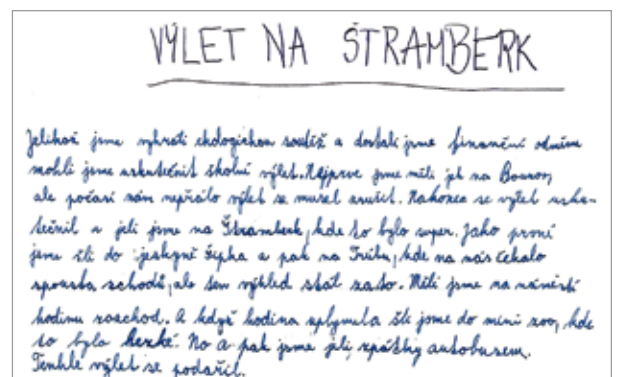 VÝLET NA ŠTRAMBERK
Jelikož jsme vyhráli ekologickou soutěž a dostali jsme finanční odměnu
mohli jsme uskutečnit školní výlet. Nejprve jsme měli jet na Bouzov,
ale počasí nám nepřálo výlet se musel zrušit. Nakonec se výlet usku-
tečnil a jeli jsme na Štramberk, kde to bylo super. Jako první
jsme šli do jeskyně Šipka a pak na Trúbu, kde na nás čekalo
spousta schodů, ale ten výhled stál za to. Měli jsme na náměstí
hodinu rozchod. A když hodina uplynula šli jsme do mini zoo, kde
to bylo hezké. No a pak jsme jeli zpátky autobusem.
Tenhle výlet se podařil.